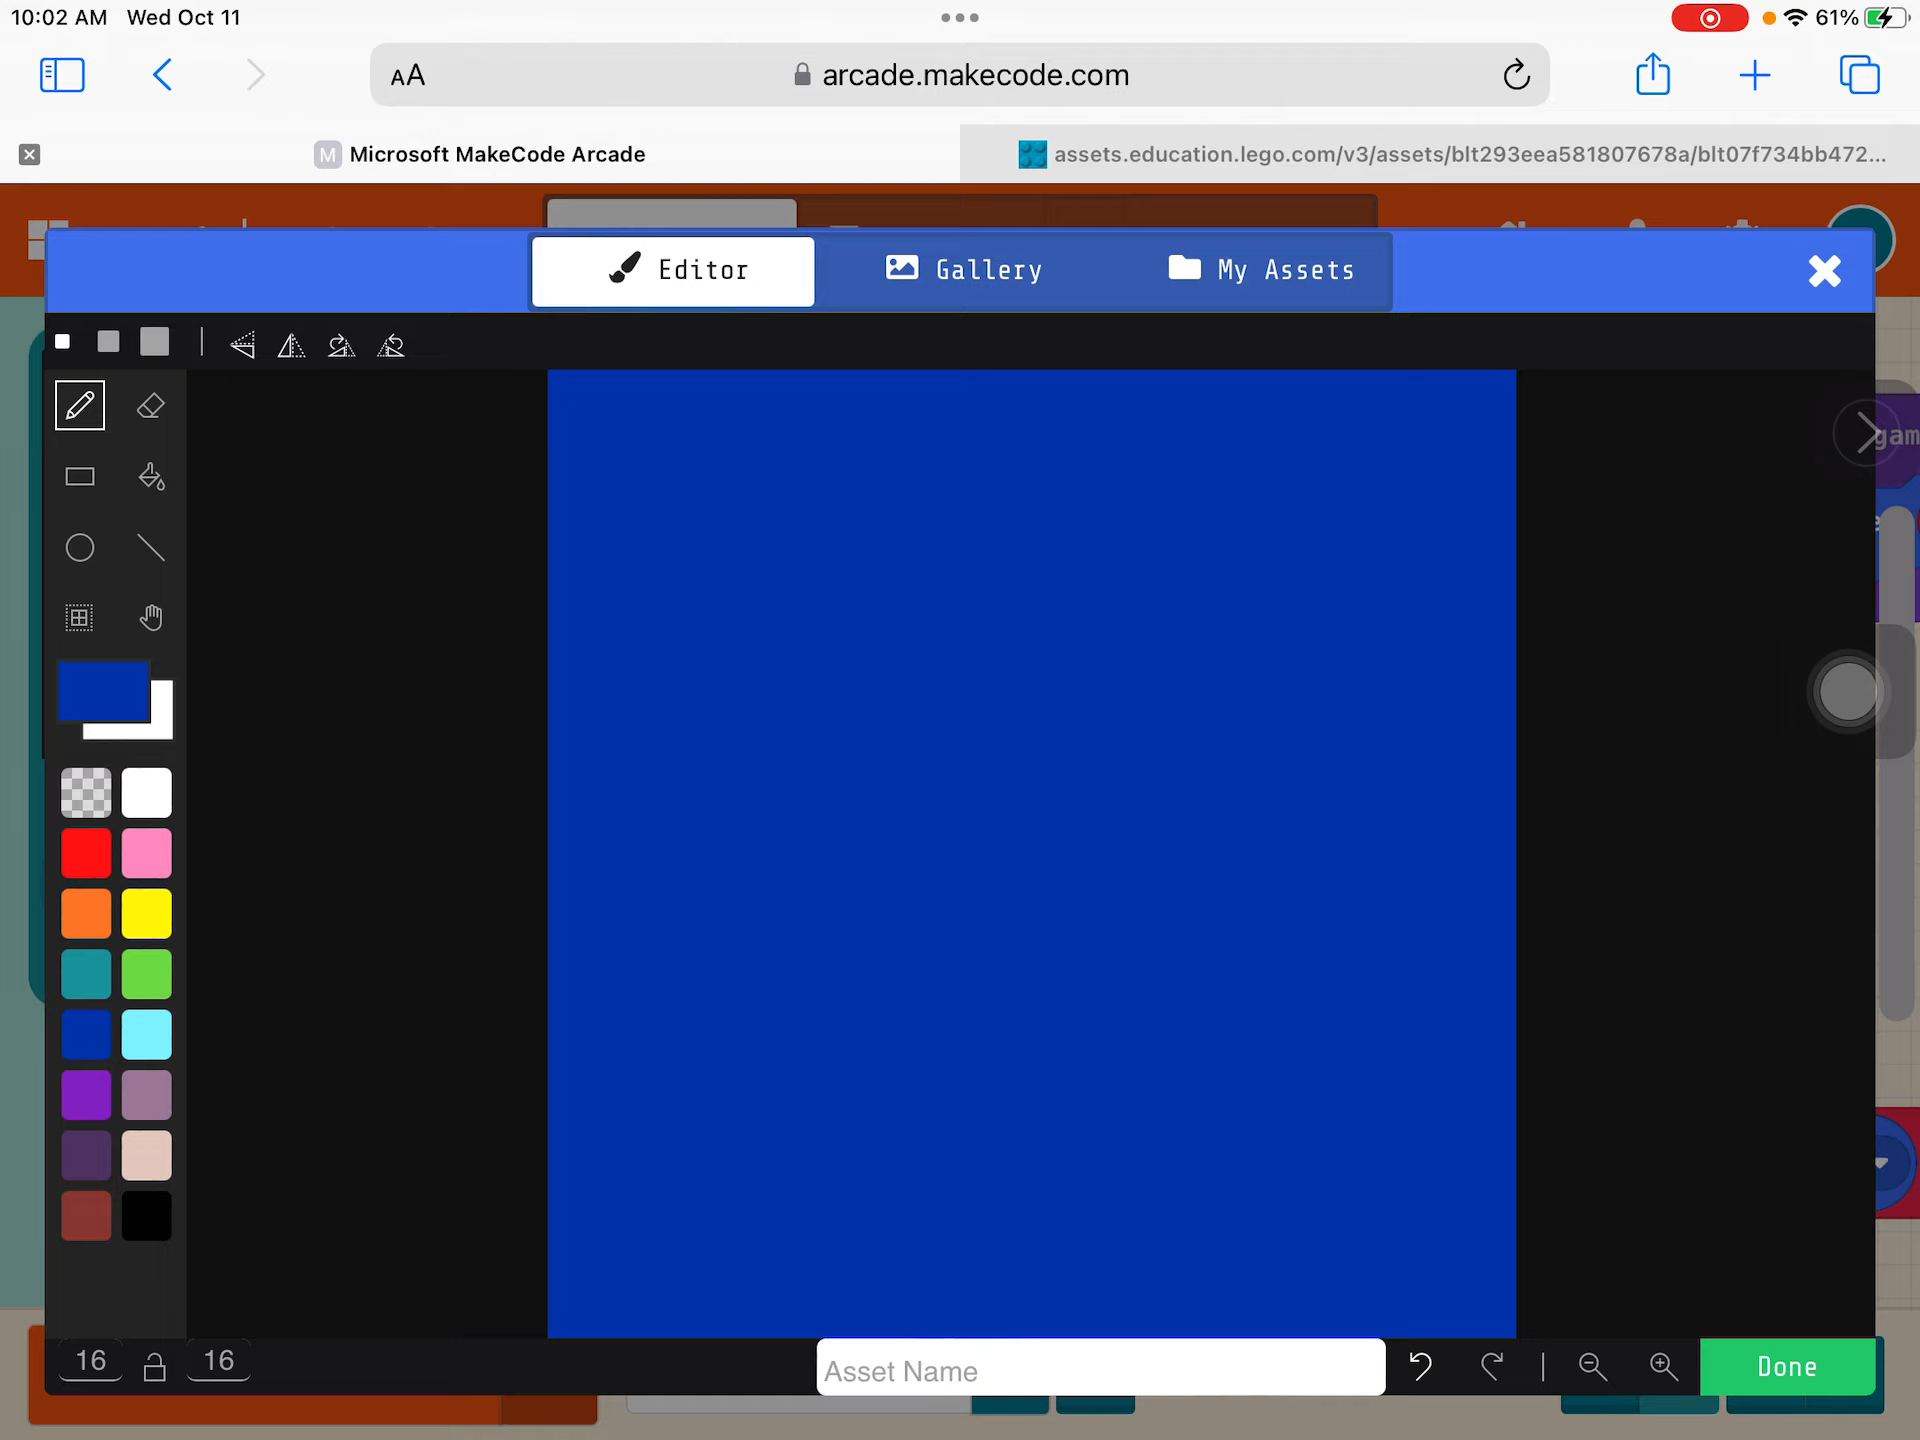 10:02 AM Wed Oct 11
61%
AA
arcade.makecode.com
M Microsoft MakeCode Arcade
assets.education.lego.com/v3/assets/blt293eea581807678a/blt07f734bb472...
Editor
Gallery
My Assets
gam
16
16
Asset Name
Done